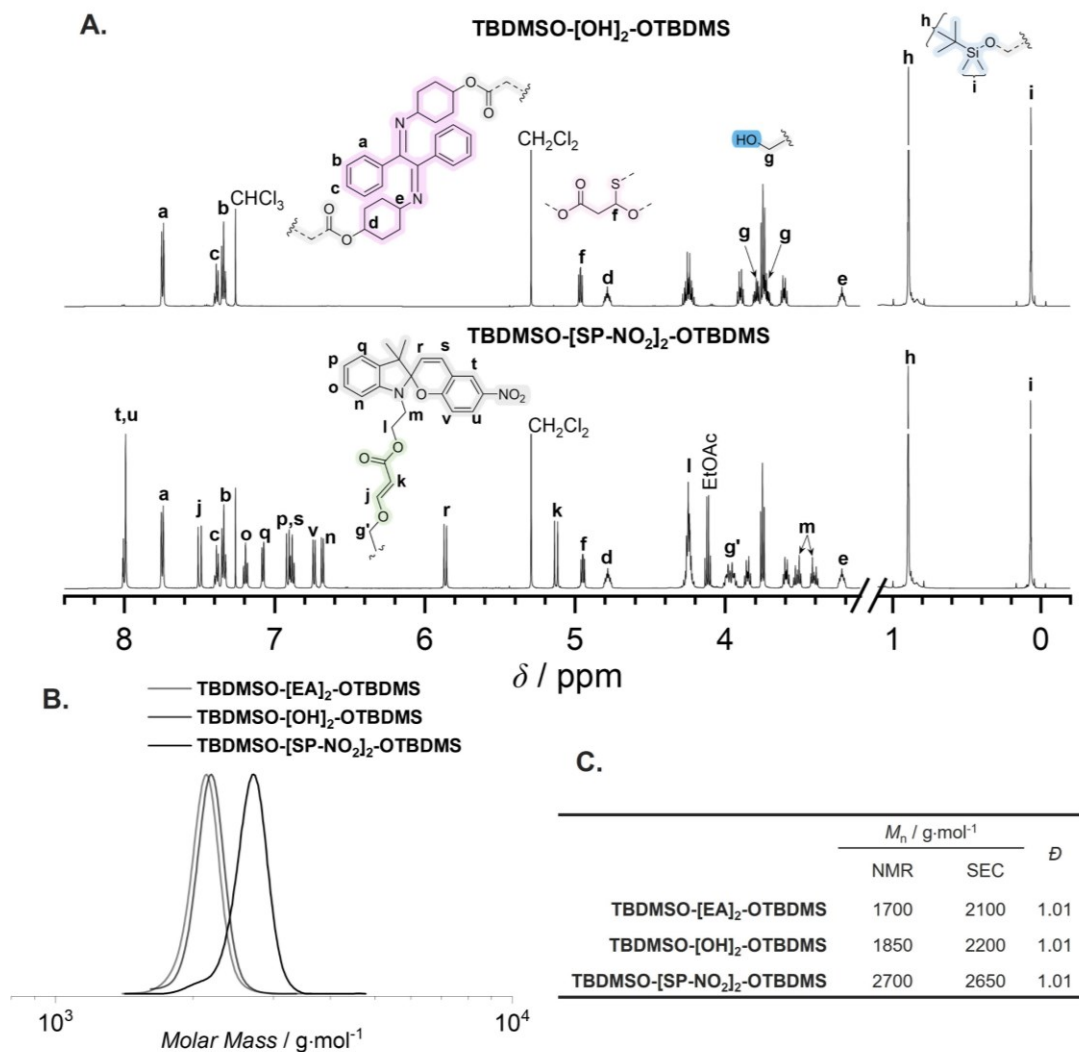 A.
TBDMSO-[OH]₂-OTBDMS
h
Si
O
i
h
i
O
O
N
a
b
c
N
e
d
O
O
CH₂Cl₂
HO
g
O
S
O
O
f
a
b
CHCl₃
c
f
d
g
g
e
TBDMSO-[SP-NO₂]₂-OTBDMS
q
r
s
p
t
o
N
O
NO₂
n
m
v
u
l
O
O
k
j
O
g'
t,u
a
j
b
c
o
q
p,s
v
n
r
CH₂Cl₂
k
f
d
l
EtOAc
g'
m
e
h
i
8 7 6 5 4 1 0
δ / ppm
B.
TBDMSO-[EA]₂-OTBDMS
TBDMSO-[OH]₂-OTBDMS
TBDMSO-[SP-NO₂]₂-OTBDMS
10³ 10⁴
Molar Mass / g·mol⁻¹
C.
Mₙ / g·mol⁻¹ Đ
NMR SEC
TBDMSO-[EA]₂-OTBDMS 1700 2100 1.01
TBDMSO-[OH]₂-OTBDMS 1850 2200 1.01
TBDMSO-[SP-NO₂]₂-OTBDMS 2700 2650 1.01